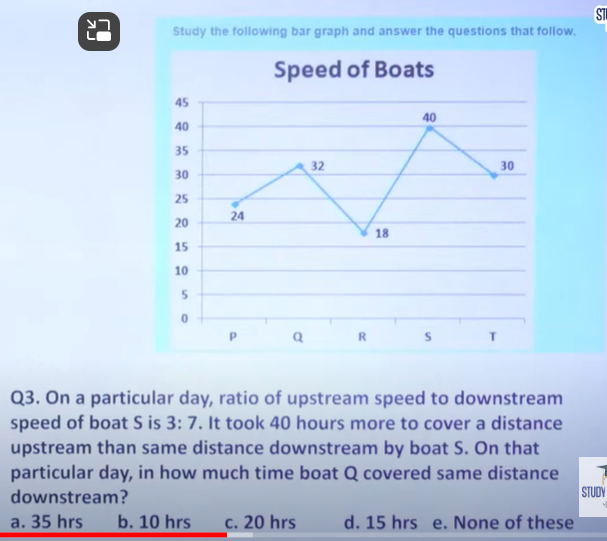 STU
Study the following bar graph and answer the questions that follow.
Speed of Boats
45
40
35
30
25
20
15
10
5
0
24
32
18
40
30
P Q R S T
Q3. On a particular day, ratio of upstream speed to downstream
speed of boat S is 3: 7. It took 40 hours more to cover a distance
upstream than same distance downstream by boat S. On that
particular day, in how much time boat Q covered same distance
downstream?
STUDY
a. 35 hrs b. 10 hrs c. 20 hrs d. 15 hrs e. None of these